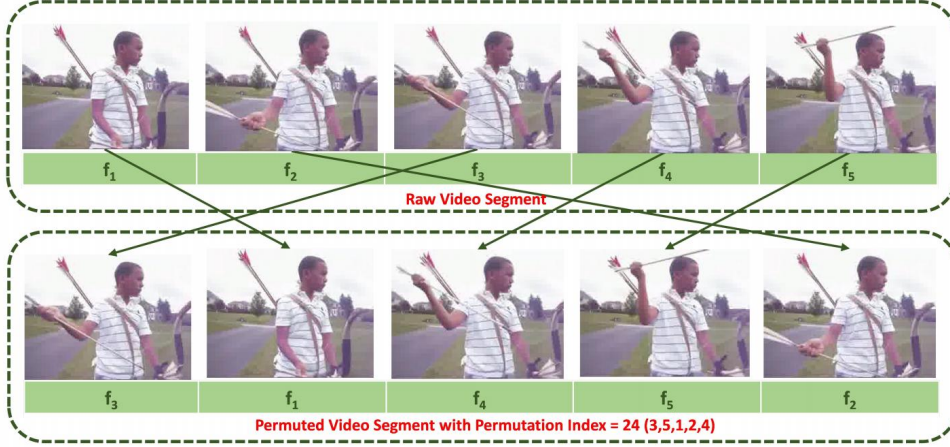 f₁ f₂ f₃ f₄ f₅
Raw Video Segment
f₃ f₁ f₄ f₅ f₂
Permuted Video Segment with Permutation Index = 24 (3,5,1,2,4)